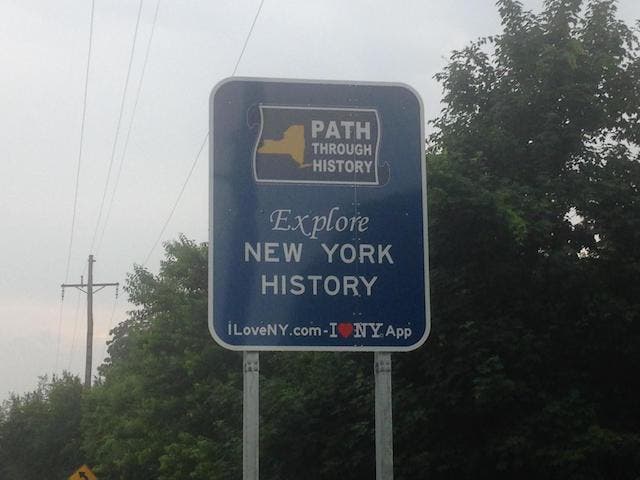 PATH
THROUGH
HISTORY
Explore
NEW YORK
HISTORY
iLoveNY.com-I❤NY App